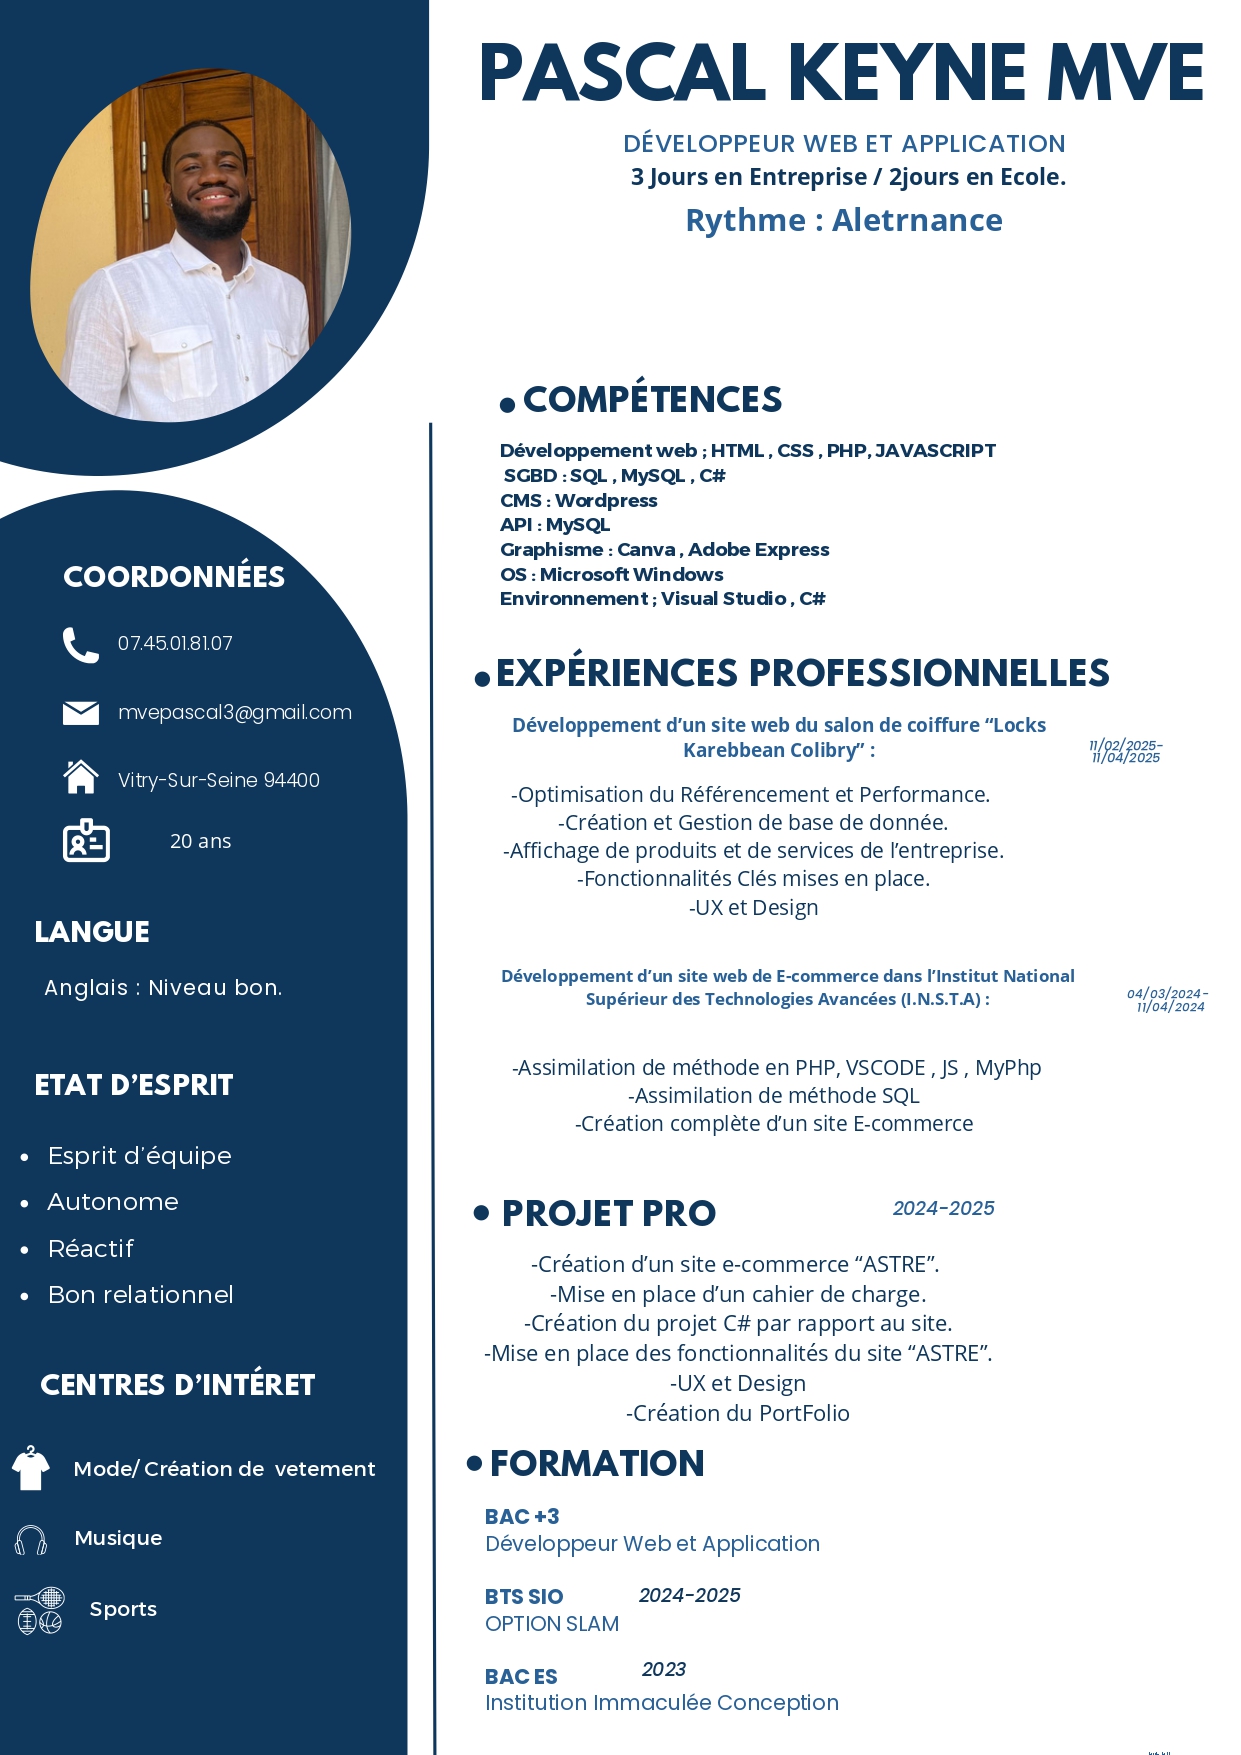 PASCAL KEYNE MVE
DÉVELOPPEUR WEB ET APPLICATION
3 Jours en Entreprise / 2jours en Ecole.
Rythme : Aletrnance
COORDONNÉES
07.45.01.81.07
mvepascal3@gmail.com
Vitry-Sur-Seine 94400
20 ans
LANGUE
Anglais : Niveau bon.
ETAT D’ESPRIT
• Esprit d’équipe
• Autonome
• Réactif
• Bon relationnel
CENTRES D’INTÉRET
Mode/ Création de vetement
Musique
Sports
• COMPÉTENCES
Développement web ; HTML , CSS , PHP, JAVASCRIPT
SGBD : SQL , MySQL , C#
CMS : Wordpress
API : MySQL
Graphisme : Canva , Adobe Express
OS : Microsoft Windows
Environnement ; Visual Studio , C#
• EXPÉRIENCES PROFESSIONNELLES
Développement d’un site web du salon de coiffure “Locks
Karebbean Colibry” :
11/02/2025-
11/04/2025
-Optimisation du Référencement et Performance.
-Création et Gestion de base de donnée.
-Affichage de produits et de services de l’entreprise.
-Fonctionnalités Clés mises en place.
-UX et Design
Développement d’un site web de E-commerce dans l’Institut National
Supérieur des Technologies Avancées (I.N.S.T.A) :
04/03/2024-
11/04/2024
-Assimilation de méthode en PHP, VSCODE , JS , MyPhp
-Assimilation de méthode SQL
-Création complète d’un site E-commerce
• PROJET PRO
2024-2025
-Création d’un site e-commerce “ASTRE”.
-Mise en place d’un cahier de charge.
-Création du projet C# par rapport au site.
-Mise en place des fonctionnalités du site “ASTRE”.
-UX et Design
-Création du PortFolio
• FORMATION
BAC +3
Développeur Web et Application
BTS SIO 2024-2025
OPTION SLAM
BAC ES 2023
Institution Immaculée Conception